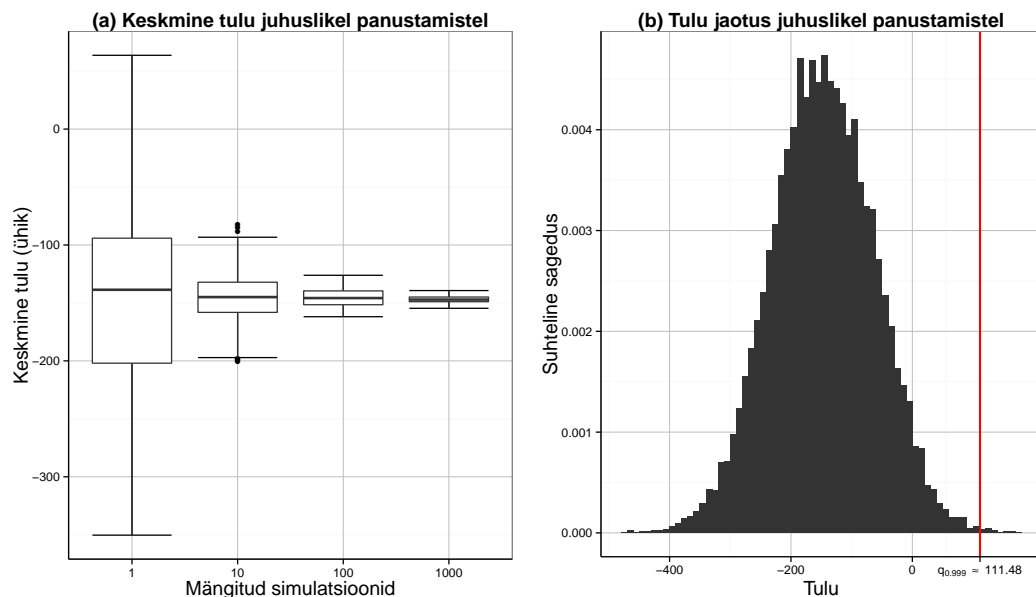 (a) Keskmine tulu juhuslikel panustamistel
Keskmine tulu (ühik)
0
−100
−200
−300
1
10
100
1000
Mängitud simulatsioonid
(b) Tulu jaotus juhuslikel panustamistel
Suhteline sagedus
0.004
0.003
0.002
0.001
0.000
−400
−200
0
q0.999 ≈ 111.48
Tulu